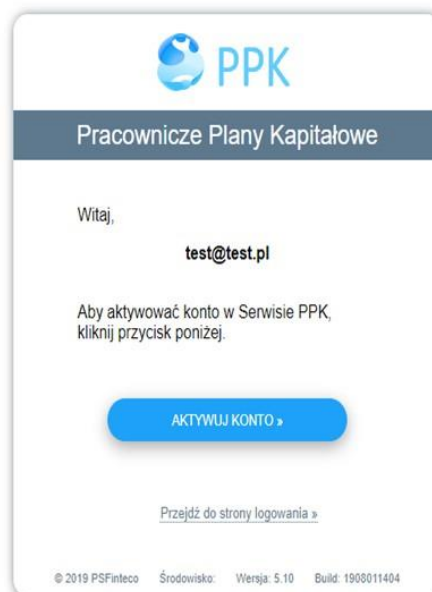 PPK
Pracownicze Plany Kapitałowe
Witaj,
test@test.pl
Aby aktywować konto w Serwisie PPK,
kliknij przycisk poniżej.
AKTYWUJ KONTO »
Przejdź do strony logowania »
© 2019 PSFinteco Środowisko: Wersja: 5.10 Build: 1908011404